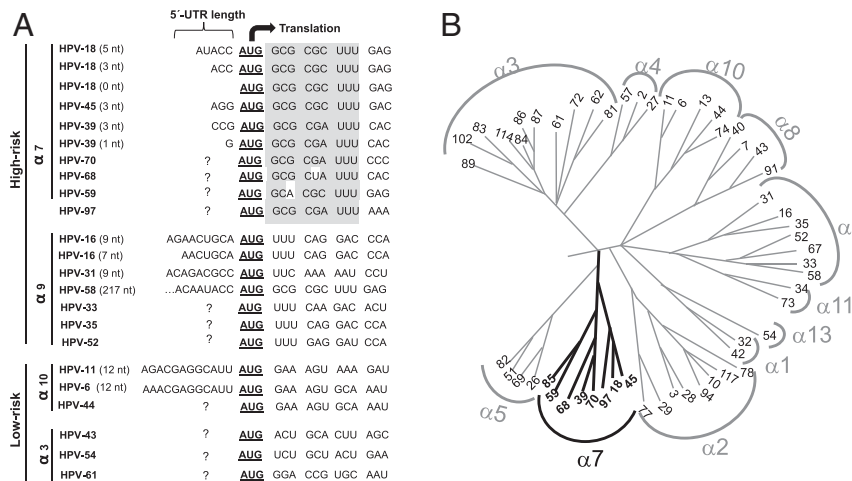 A
5´-UTR length
Translation
High-risk
α 7
HPV-18 (5 nt) AUACC AUG GCG CGC UUU GAG
HPV-18 (3 nt) ACC AUG GCG CGC UUU GAG
HPV-18 (0 nt) AUG GCG CGC UUU GAG
HPV-45 (3 nt) AGG AUG GCG CGC UUU GAC
HPV-39 (3 nt) CCG AUG GCG CGA UUU CAC
HPV-39 (1 nt) G AUG GCG CGA UUU CAC
HPV-70 ? AUG GCG CGA UUU CCC
HPV-68 ? AUG GCG CUA UUU CAC
HPV-59 ? AUG GCA CGC UUU GAG
HPV-97 ? AUG GCG CGA UUU AAA
α 9
HPV-16 (9 nt) AGAACUGCA AUG UUU CAG GAC CCA
HPV-16 (7 nt) AACUGCA AUG UUU CAG GAC CCA
HPV-31 (9 nt) ACAGACGCC AUG UUC AAA AAU CCU
HPV-58 (217 nt) …ACAAUACC AUG GCG CGC UUU GAG
HPV-33 ? AUG UUU CAA GAC ACU
HPV-35 ? AUG UUU CAG GAC CCA
HPV-52 ? AUG UUU GAG GAU CCA
Low-risk
α 10
HPV-11 (12 nt) AGACGAGGCAUU AUG GAA AGU AAA GAU
HPV-6 (12 nt) AAACGAGGCAUU AUG GAA AGU GCA AAU
HPV-44 ? AUG GAA AGU GCA AAU
α 3
HPV-43 ? AUG ACU GCA CUU AGC
HPV-54 ? AUG UCU GCU ACU GAA
HPV-61 ? AUG GGA CCG UGC AAU
B
α3
102
89
83
114
84
86
87
61
72
62
81
α4
57
2
27
α10
11
6
13
44
74
α8
40
7
43
91
α
31
16
35
52
67
33
58
α11
34
73
α13
54
α1
32
42
α2
78
117
10
94
28
3
29
77
α7
45
18
97
70
39
68
59
85
α5
26
69
51
82